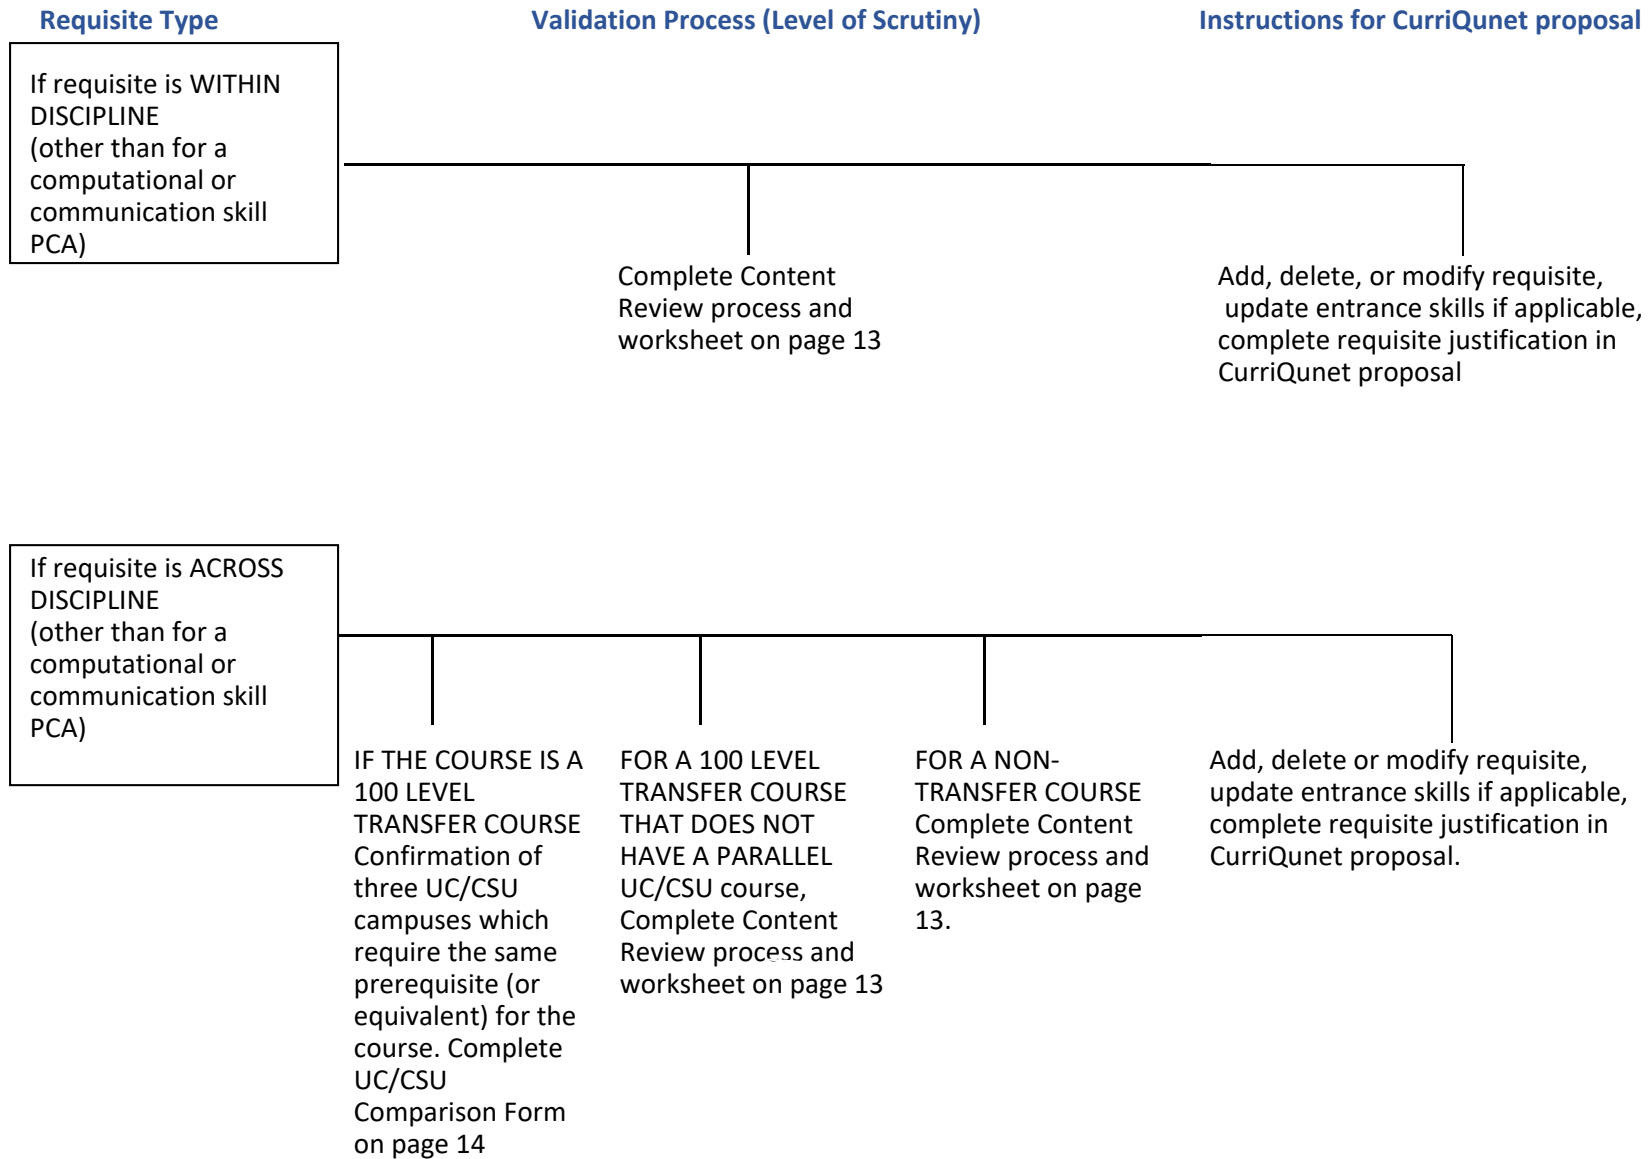 Requisite Type
Validation Process (Level of Scrutiny)
Instructions for CurriQunet proposal
If requisite is WITHIN
DISCIPLINE
(other than for a
computational or
communication skill
PCA)
Complete Content
Review process and
worksheet on page 13
Add, delete, or modify requisite,
update entrance skills if applicable,
complete requisite justification in
CurriQunet proposal
If requisite is ACROSS
DISCIPLINE
(other than for a
computational or
communication skill
PCA)
IF THE COURSE IS A
100 LEVEL
TRANSFER COURSE
Confirmation of
three UC/CSU
campuses which
require the same
prerequisite (or
equivalent) for the
course. Complete
UC/CSU
Comparison Form
on page 14
FOR A 100 LEVEL
TRANSFER COURSE
THAT DOES NOT
HAVE A PARALLEL
UC/CSU course,
Complete Content
Review process and
worksheet on page 13
FOR A NON-
TRANSFER COURSE
Complete Content
Review process and
worksheet on page
13.
Add, delete or modify requisite,
update entrance skills if applicable,
complete requisite justification in
CurriQunet proposal.